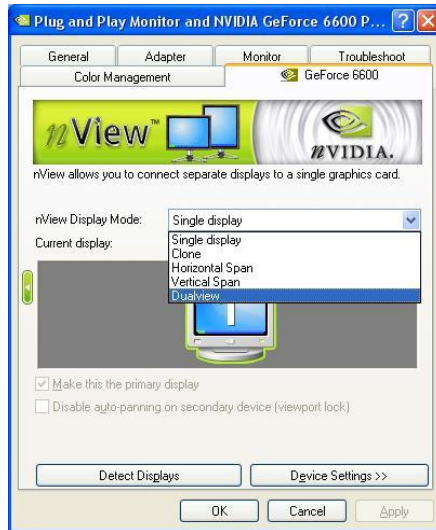 Plug and Play Monitor and NVIDIA GeForce 6600 P...
General Adapter Monitor Troubleshoot
Color Management GeForce 6600
nView™ NVIDIA.
nView allows you to connect separate displays to a single graphics card.
nView Display Mode: Single display
Current display: Single display
Clone
Horizontal Span
Vertical Span
Dualview
1
Make this the primary display
Disable auto-panning on secondary device (viewport lock)
Detect Displays Device Settings >>
OK Cancel Apply